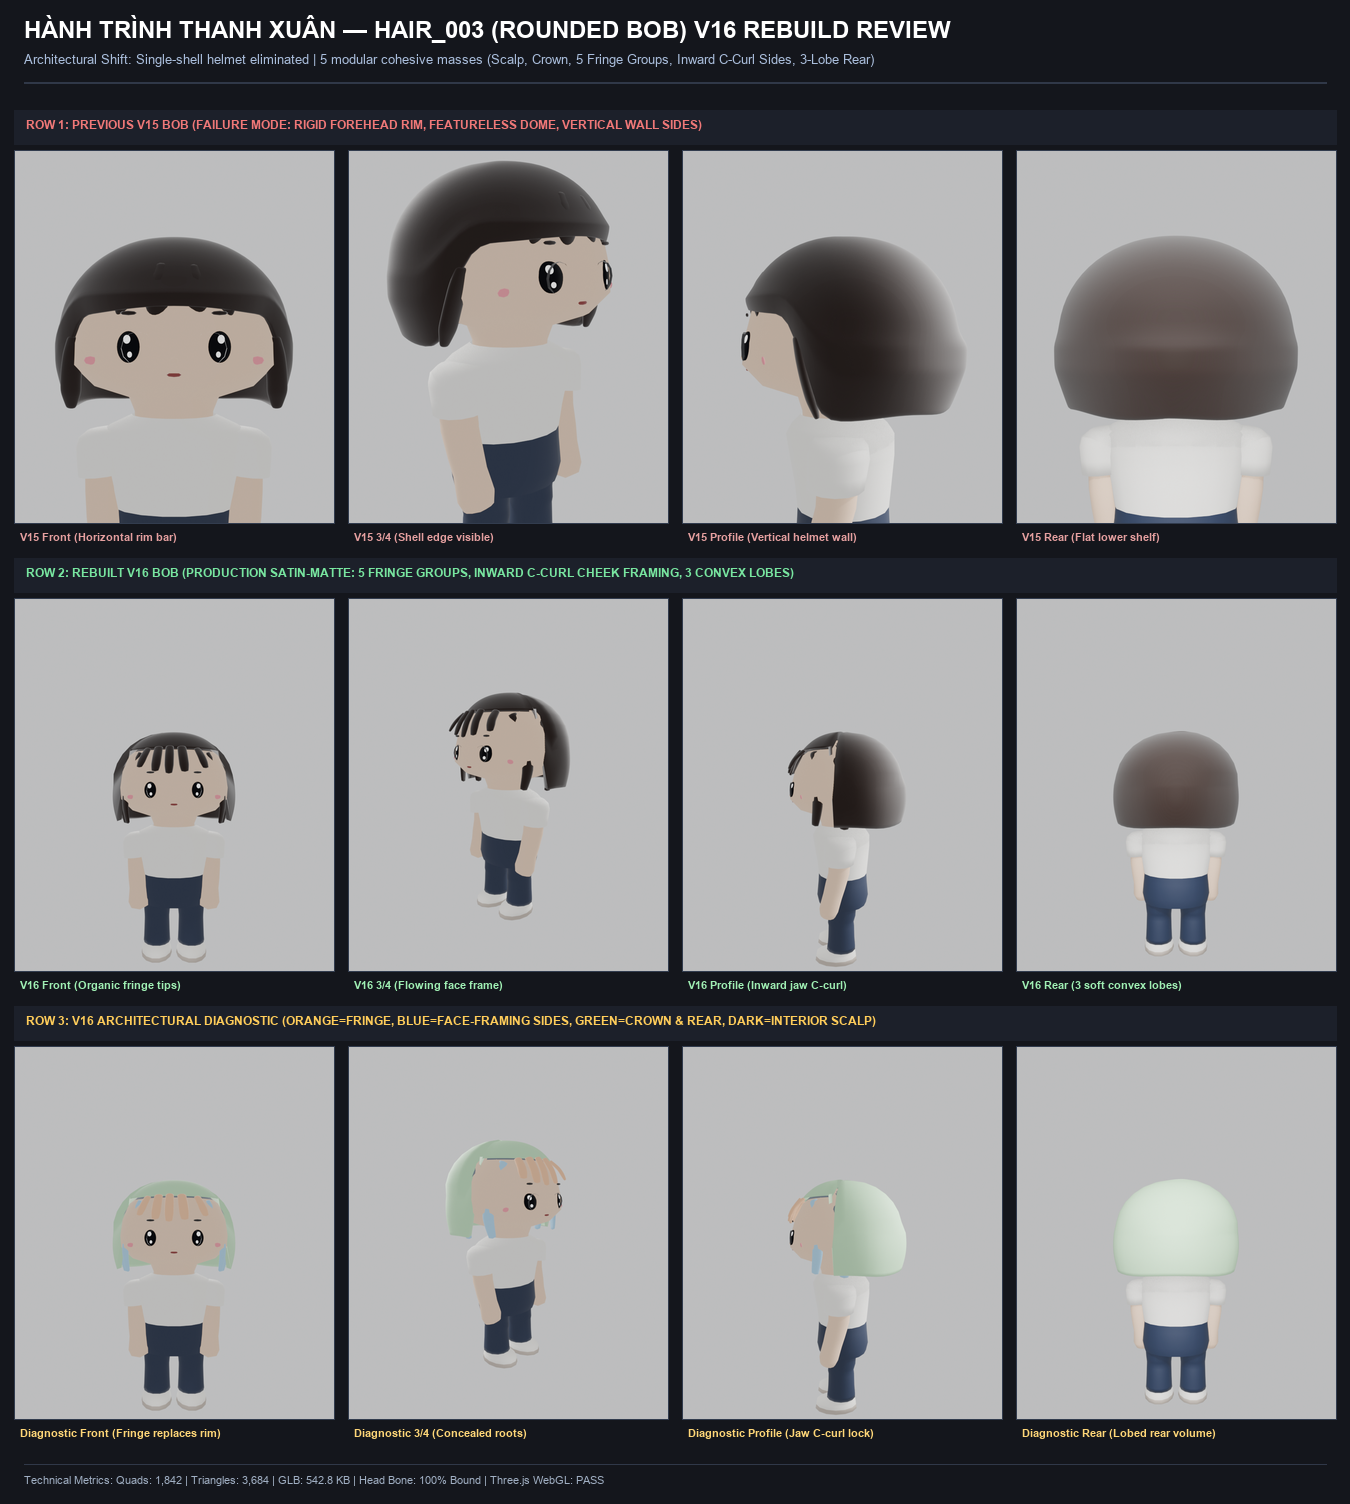 HÀNH TRÌNH THANH XUÂN — HAIR_003 (ROUNDED BOB) V16 REBUILD REVIEW
Architectural Shift: Single-shell helmet eliminated | 5 modular cohesive masses (Scalp, Crown, 5 Fringe Groups, Inward C-Curl Sides, 3-Lobe Rear)
ROW 1: PREVIOUS V15 BOB (FAILURE MODE: RIGID FOREHEAD RIM, FEATURELESS DOME, VERTICAL WALL SIDES)
V15 Front (Horizontal rim bar)
V15 3/4 (Shell edge visible)
V15 Profile (Vertical helmet wall)
V15 Rear (Flat lower shelf)
ROW 2: REBUILT V16 BOB (PRODUCTION SATIN-MATTE: 5 FRINGE GROUPS, INWARD C-CURL CHEEK FRAMING, 3 CONVEX LOBES)
V16 Front (Organic fringe tips)
V16 3/4 (Flowing face frame)
V16 Profile (Inward jaw C-curl)
V16 Rear (3 soft convex lobes)
ROW 3: V16 ARCHITECTURAL DIAGNOSTIC (ORANGE=FRINGE, BLUE=FACE-FRAMING SIDES, GREEN=CROWN & REAR, DARK=INTERIOR SCALP)
Diagnostic Front (Fringe replaces rim)
Diagnostic 3/4 (Concealed roots)
Diagnostic Profile (Jaw C-curl lock)
Diagnostic Rear (Lobed rear volume)
Technical Metrics: Quads: 1,842 | Triangles: 3,684 | GLB: 542.8 KB | Head Bone: 100% Bound | Three.js WebGL: PASS